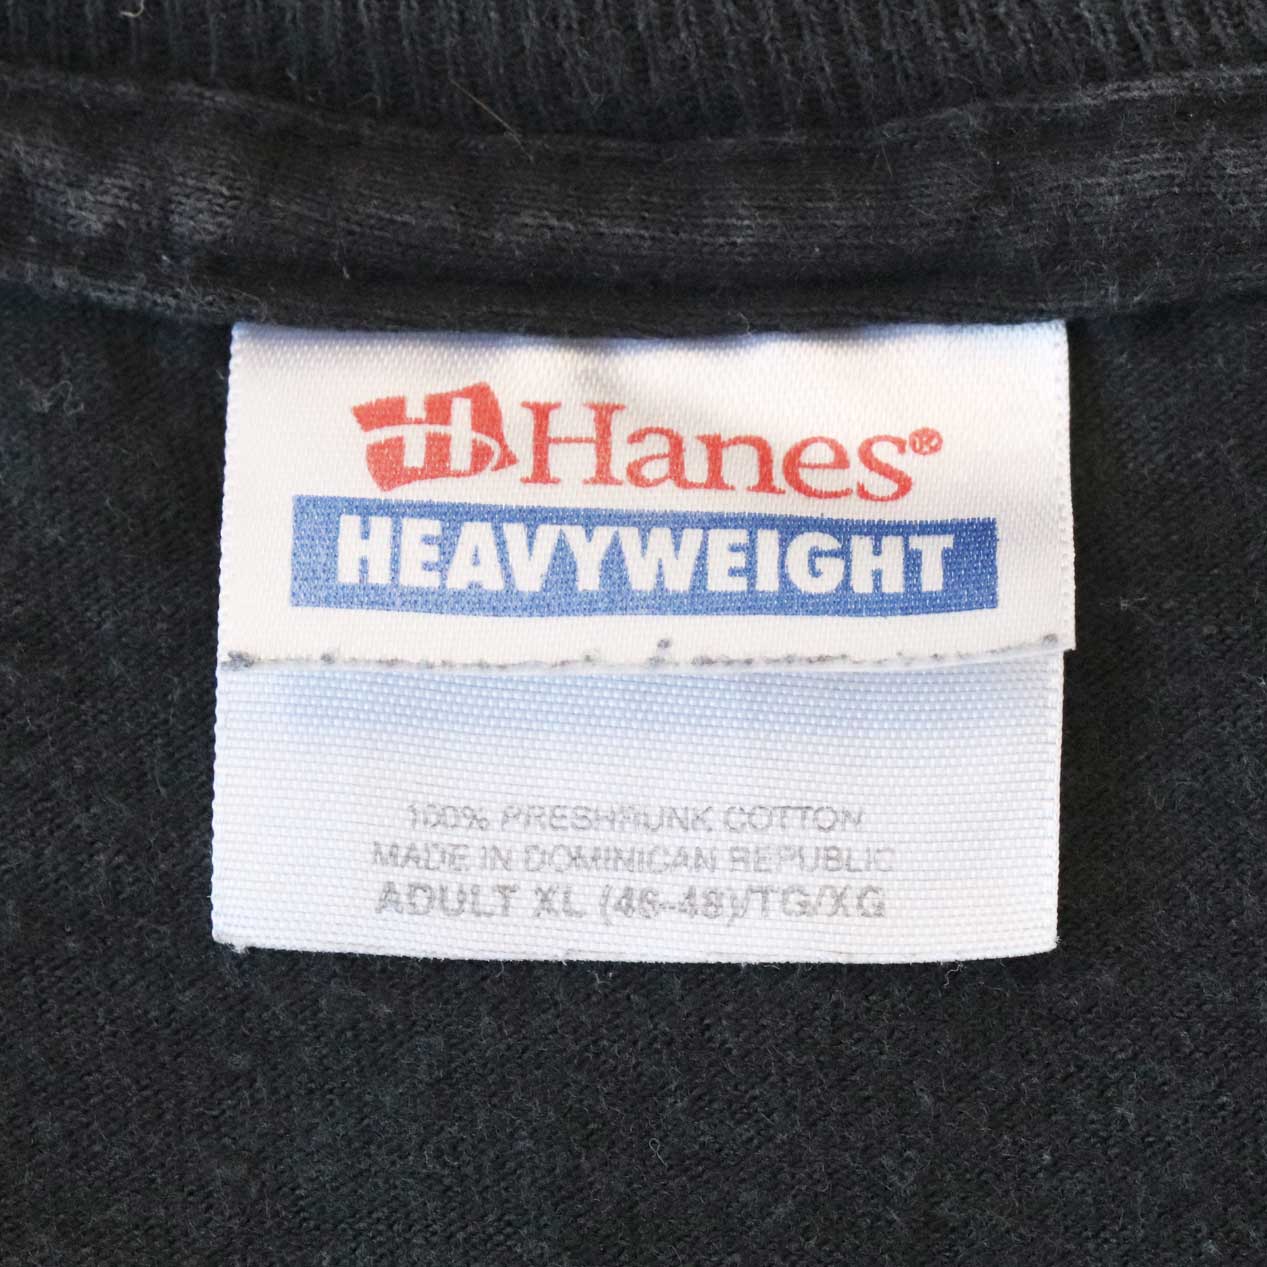 H Hanes®
HEAVYWEIGHT
100% PRESHRUNK COTTON
MADE IN DOMINICAN REPUBLIC
ADULT XL (46-48)/TG/XG